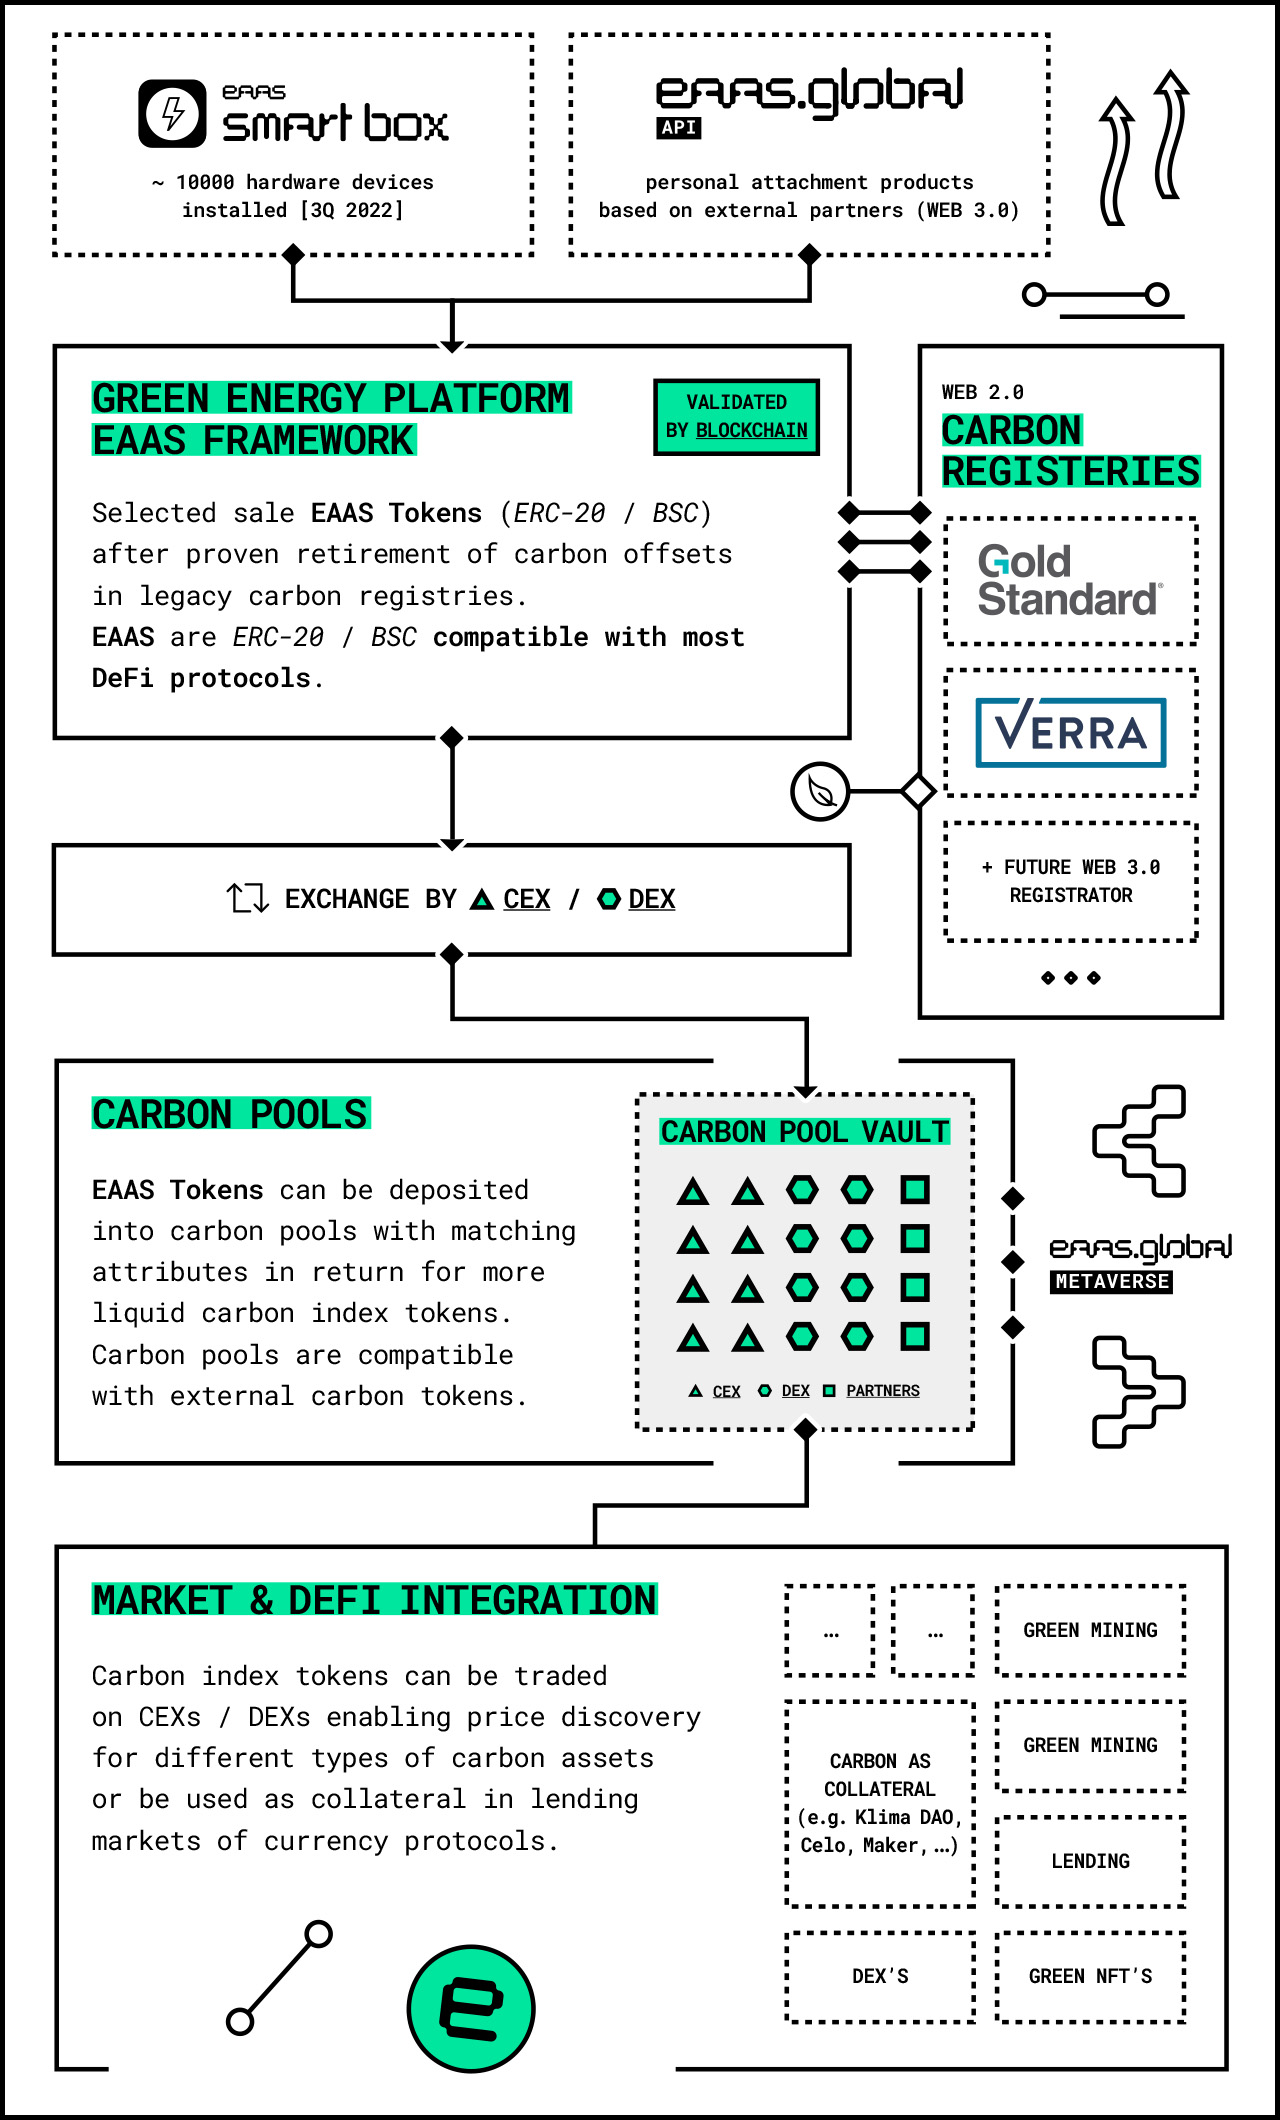 eaas
smart box
~ 10000 hardware devices
installed [3Q 2022]
eaas.global
API
personal attachment products
based on external partners (WEB 3.0)
GREEN ENERGY PLATFORM
EAAS FRAMEWORK
VALIDATED
BY BLOCKCHAIN
Selected sale EAAS Tokens (ERC-20 / BSC)
after proven retirement of carbon offsets
in legacy carbon registries.
EAAS are ERC-20 / BSC compatible with most
DeFi protocols.
WEB 2.0
CARBON
REGISTERIES
Gold
Standard®
VERRA
+ FUTURE WEB 3.0
REGISTRATOR
EXCHANGE BY CEX / DEX
CARBON POOLS
EAAS Tokens can be deposited
into carbon pools with matching
attributes in return for more
liquid carbon index tokens.
Carbon pools are compatible
with external carbon tokens.
CARBON POOL VAULT
CEX DEX PARTNERS
eaas.global
METAVERSE
MARKET & DEFI INTEGRATION
Carbon index tokens can be traded
on CEXs / DEXs enabling price discovery
for different types of carbon assets
or be used as collateral in lending
markets of currency protocols.
... ... GREEN MINING
CARBON AS
COLLATERAL
(e.g. Klima DAO,
Celo, Maker, ...)
GREEN MINING
LENDING
DEX’S
GREEN NFT’S
e